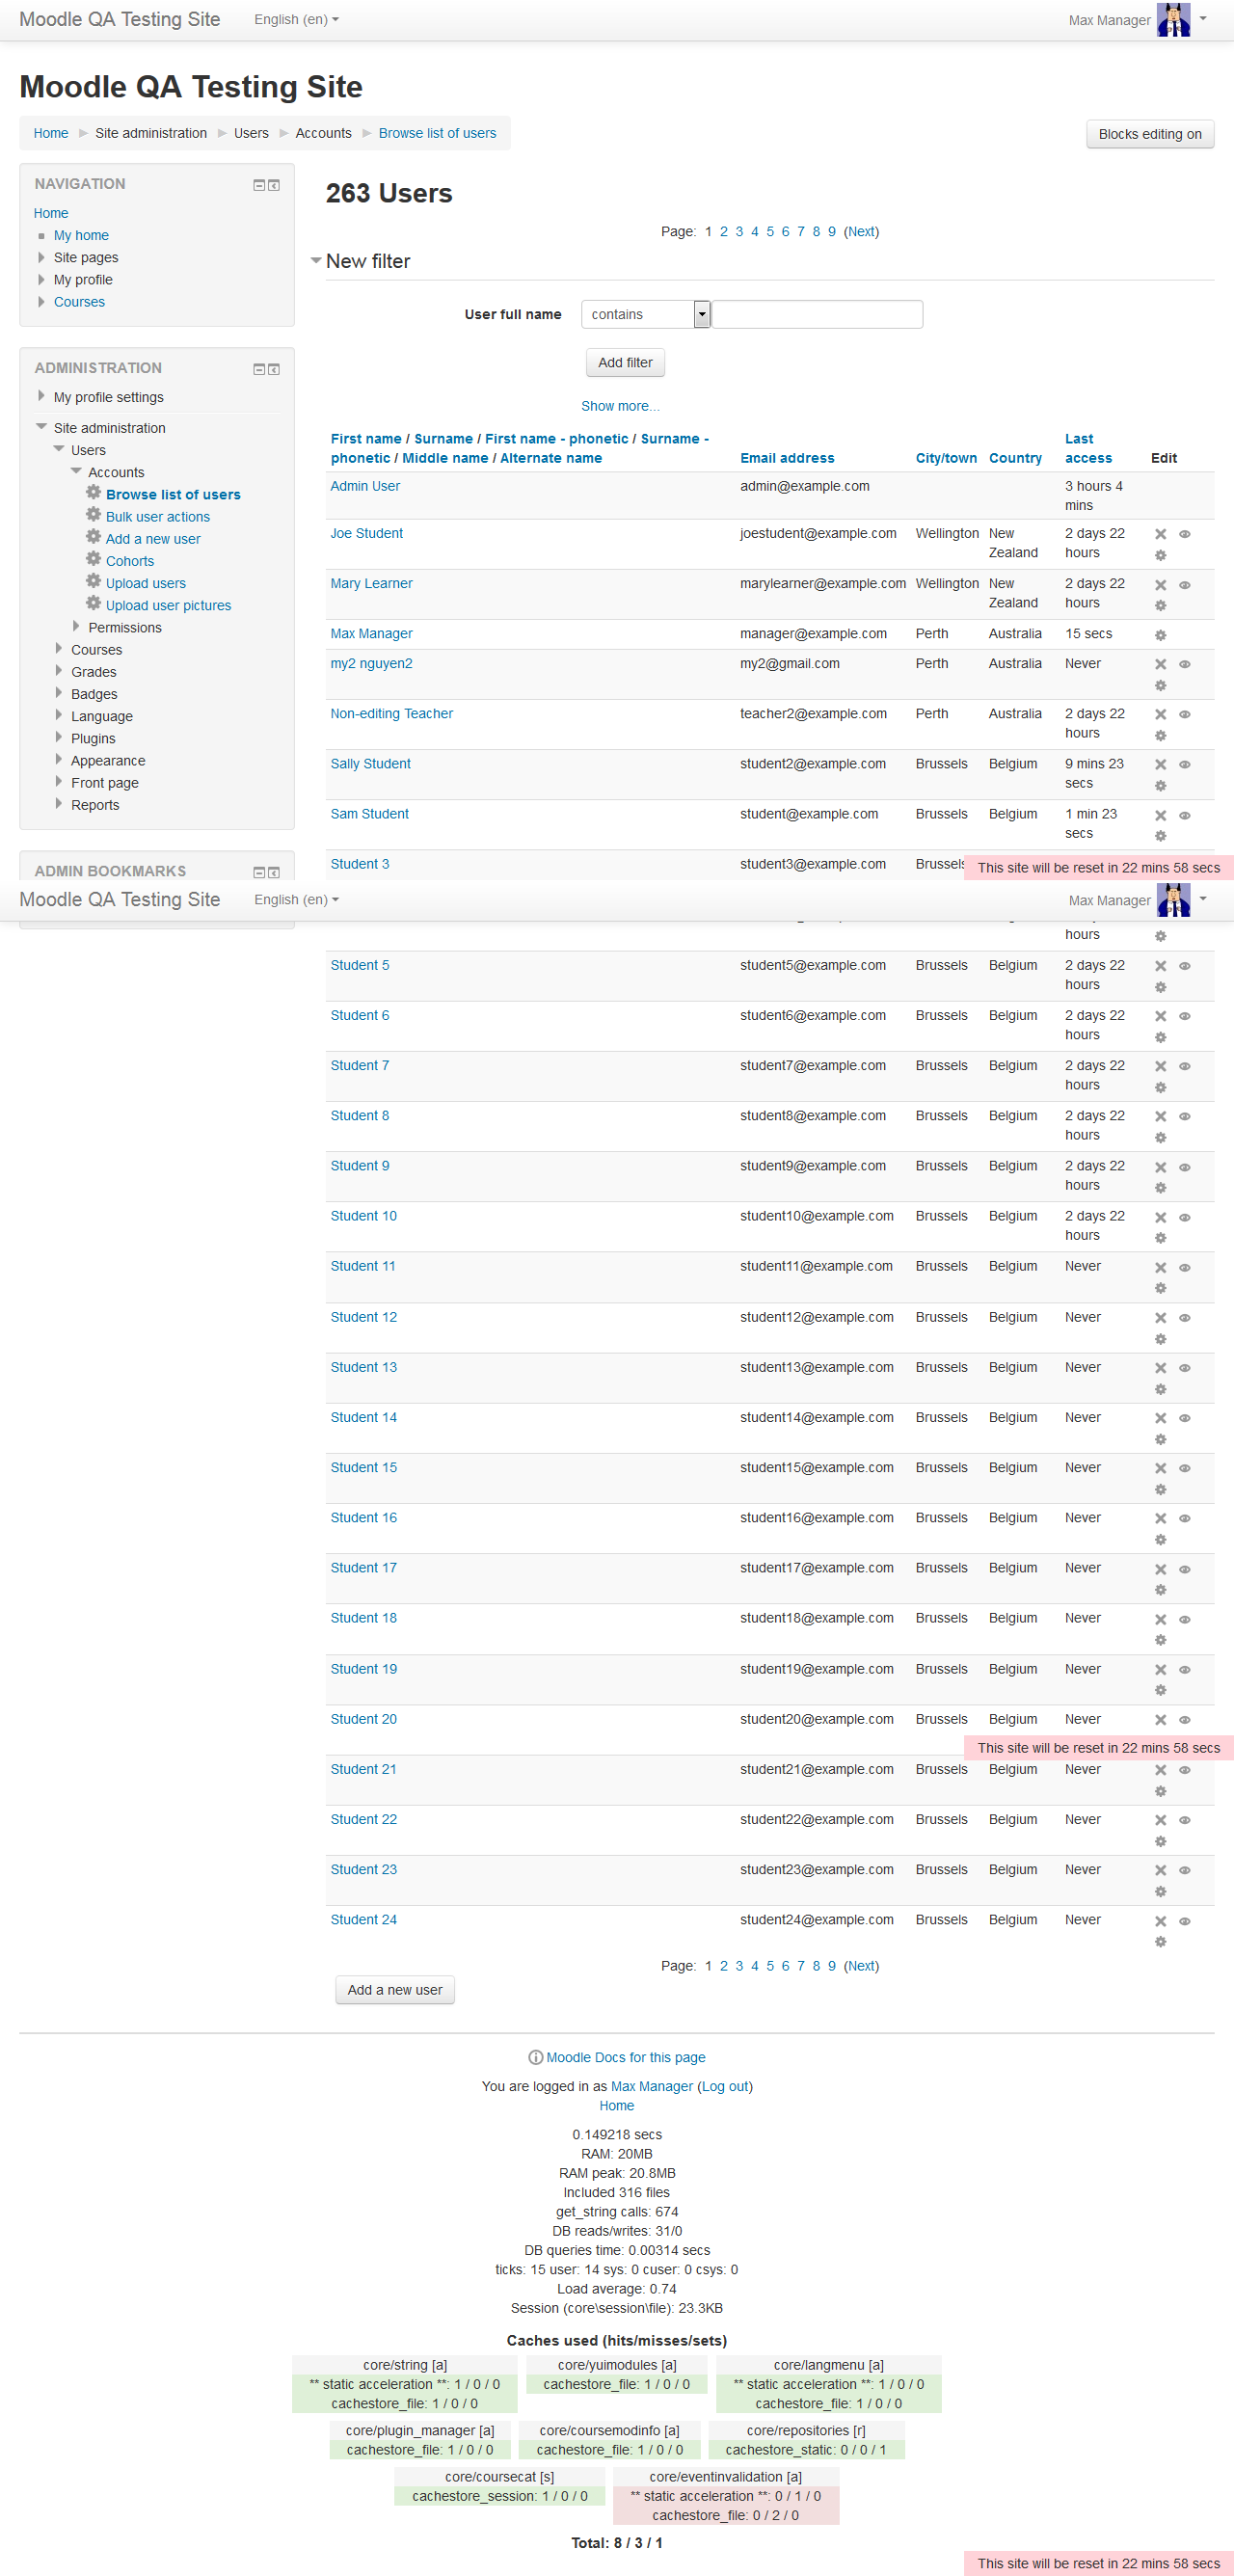 Moodle QA Testing Site English (en) Max Manager
Moodle QA Testing Site
Home Site administration Users Accounts Browse list of users Blocks editing on
NAVIGATION
Home
My home
Site pages
My profile
Courses
ADMINISTRATION
My profile settings
Site administration
Users
Accounts
Browse list of users
Bulk user actions
Add a new user
Cohorts
Upload users
Upload user pictures
Permissions
Courses
Grades
Badges
Language
Plugins
Appearance
Front page
Reports
ADMIN BOOKMARKS
263 Users
Page: 1 2 3 4 5 6 7 8 9 (Next)
New filter
User full name contains
Add filter
Show more...
First name / Surname / First name - phonetic / Surname -
phonetic / Middle name / Alternate name Email address City/town Country Last
access Edit
Admin User admin@example.com 3 hours 4
mins
Joe Student joestudent@example.com Wellington New
Zealand 2 days 22
hours
Mary Learner marylearner@example.com Wellington New
Zealand 2 days 22
hours
Max Manager manager@example.com Perth Australia 15 secs
my2 nguyen2 my2@gmail.com Perth Australia Never
Non-editing Teacher teacher2@example.com Perth Australia 2 days 22
hours
Sally Student student2@example.com Brussels Belgium 9 mins 23
secs
Sam Student student@example.com Brussels Belgium 1 min 23
secs
Student 3 student3@example.com Brussels
This site will be reset in 22 mins 58 secs
Moodle QA Testing Site English (en) Max Manager
hours
Student 5 student5@example.com Brussels Belgium 2 days 22
hours
Student 6 student6@example.com Brussels Belgium 2 days 22
hours
Student 7 student7@example.com Brussels Belgium 2 days 22
hours
Student 8 student8@example.com Brussels Belgium 2 days 22
hours
Student 9 student9@example.com Brussels Belgium 2 days 22
hours
Student 10 student10@example.com Brussels Belgium 2 days 22
hours
Student 11 student11@example.com Brussels Belgium Never
Student 12 student12@example.com Brussels Belgium Never
Student 13 student13@example.com Brussels Belgium Never
Student 14 student14@example.com Brussels Belgium Never
Student 15 student15@example.com Brussels Belgium Never
Student 16 student16@example.com Brussels Belgium Never
Student 17 student17@example.com Brussels Belgium Never
Student 18 student18@example.com Brussels Belgium Never
Student 19 student19@example.com Brussels Belgium Never
Student 20 student20@example.com Brussels Belgium Never
This site will be reset in 22 mins 58 secs
Student 21 student21@example.com Brussels Belgium Never
Student 22 student22@example.com Brussels Belgium Never
Student 23 student23@example.com Brussels Belgium Never
Student 24 student24@example.com Brussels Belgium Never
Page: 1 2 3 4 5 6 7 8 9 (Next)
Add a new user
Moodle Docs for this page
You are logged in as Max Manager (Log out)
Home
0.149218 secs
RAM: 20MB
RAM peak: 20.8MB
Included 316 files
get_string calls: 674
DB reads/writes: 31/0
DB queries time: 0.00314 secs
ticks: 15 user: 14 sys: 0 cuser: 0 csys: 0
Load average: 0.74
Session (core\session\file): 23.3KB
Caches used (hits/misses/sets)
core/string [a] core/yuimodules [a] core/langmenu [a]
** static acceleration **: 1 / 0 / 0 cachestore_file: 1 / 0 / 0 ** static acceleration **: 1 / 0 / 0
cachestore_file: 1 / 0 / 0 cachestore_file: 1 / 0 / 0
core/plugin_manager [a] core/coursemodinfo [a] core/repositories [r]
cachestore_file: 1 / 0 / 0 cachestore_file: 1 / 0 / 0 cachestore_static: 0 / 0 / 1
core/coursecat [s] core/eventinvalidation [a]
cachestore_session: 1 / 0 / 0 ** static acceleration **: 0 / 1 / 0
cachestore_file: 0 / 2 / 0
Total: 8 / 3 / 1
This site will be reset in 22 mins 58 secs